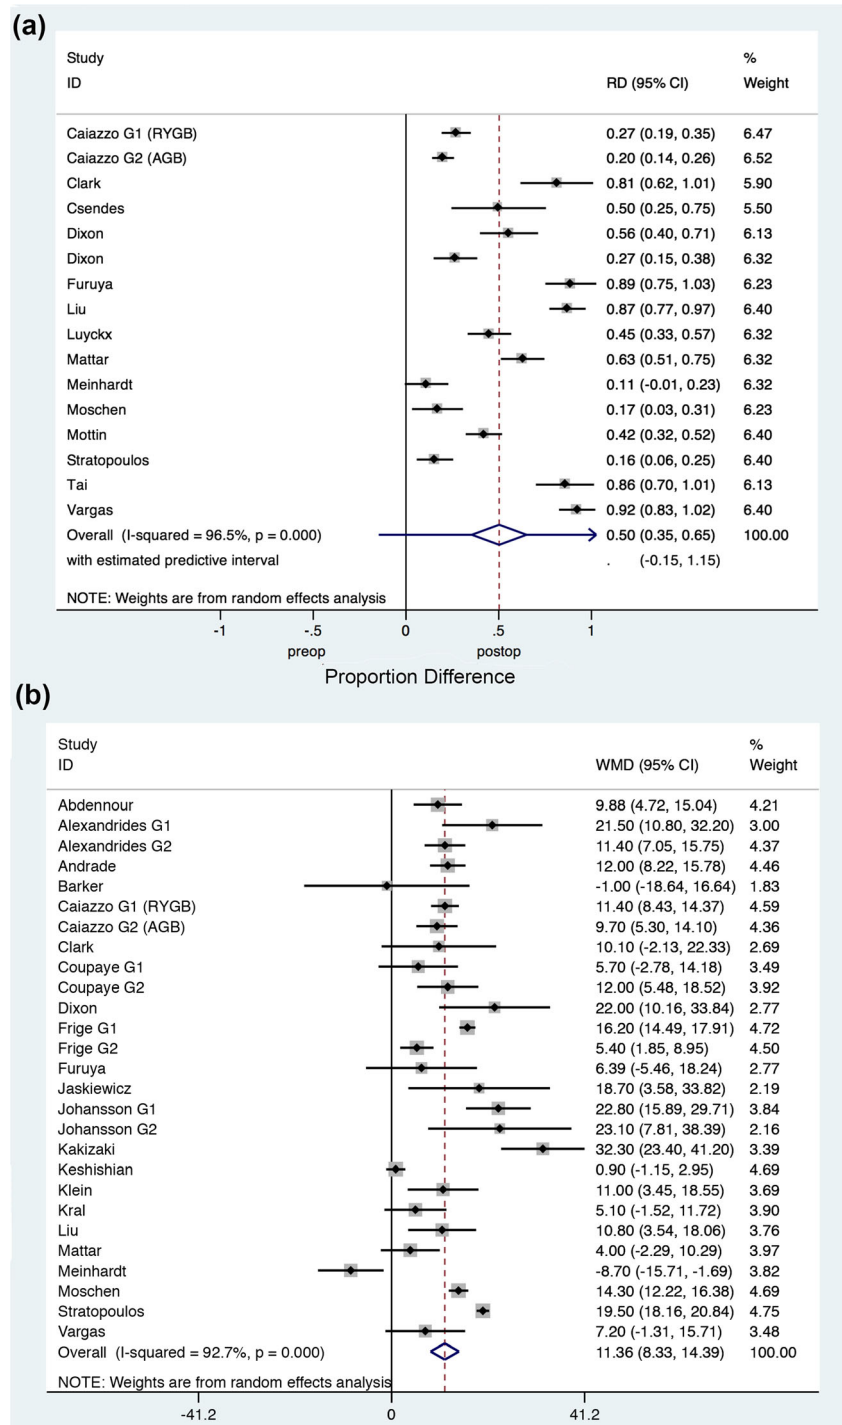 (a)
Study %
ID RD (95% CI) Weight
Caiazzo G1 (RYGB) 0.27 (0.19, 0.35) 6.47
Caiazzo G2 (AGB) 0.20 (0.14, 0.26) 6.52
Clark 0.81 (0.62, 1.01) 5.90
Csendes 0.50 (0.25, 0.75) 5.50
Dixon 0.56 (0.40, 0.71) 6.13
Dixon 0.27 (0.15, 0.38) 6.32
Furuya 0.89 (0.75, 1.03) 6.23
Liu 0.87 (0.77, 0.97) 6.40
Luyckx 0.45 (0.33, 0.57) 6.32
Mattar 0.63 (0.51, 0.75) 6.32
Meinhardt 0.11 (-0.01, 0.23) 6.32
Moschen 0.17 (0.03, 0.31) 6.23
Mottin 0.42 (0.32, 0.52) 6.40
Stratopoulos 0.16 (0.06, 0.25) 6.40
Tai 0.86 (0.70, 1.01) 6.13
Vargas 0.92 (0.83, 1.02) 6.40
Overall (I-squared = 96.5%, p = 0.000) 0.50 (0.35, 0.65) 100.00
with estimated predictive interval . (-0.15, 1.15)
NOTE: Weights are from random effects analysis
-1 -.5 0 .5 1
preop postop
Proportion Difference
(b)
Study %
ID WMD (95% CI) Weight
Abdennour 9.88 (4.72, 15.04) 4.21
Alexandrides G1 21.50 (10.80, 32.20) 3.00
Alexandrides G2 11.40 (7.05, 15.75) 4.37
Andrade 12.00 (8.22, 15.78) 4.46
Barker -1.00 (-18.64, 16.64) 1.83
Caiazzo G1 (RYGB) 11.40 (8.43, 14.37) 4.59
Caiazzo G2 (AGB) 9.70 (5.30, 14.10) 4.36
Clark 10.10 (-2.13, 22.33) 2.69
Coupaye G1 5.70 (-2.78, 14.18) 3.49
Coupaye G2 12.00 (5.48, 18.52) 3.92
Dixon 22.00 (10.16, 33.84) 2.77
Frige G1 16.20 (14.49, 17.91) 4.72
Frige G2 5.40 (1.85, 8.95) 4.50
Furuya 6.39 (-5.46, 18.24) 2.77
Jaskiewicz 18.70 (3.58, 33.82) 2.19
Johansson G1 22.80 (15.89, 29.71) 3.84
Johansson G2 23.10 (7.81, 38.39) 2.16
Kakizaki 32.30 (23.40, 41.20) 3.39
Keshishian 0.90 (-1.15, 2.95) 4.69
Klein 11.00 (3.45, 18.55) 3.69
Kral 5.10 (-1.52, 11.72) 3.90
Liu 10.80 (3.54, 18.06) 3.76
Mattar 4.00 (-2.29, 10.29) 3.97
Meinhardt -8.70 (-15.71, -1.69) 3.82
Moschen 14.30 (12.22, 16.38) 4.69
Stratopoulos 19.50 (18.16, 20.84) 4.75
Vargas 7.20 (-1.31, 15.71) 3.48
Overall (I-squared = 92.7%, p = 0.000) 11.36 (8.33, 14.39) 100.00
NOTE: Weights are from random effects analysis
-41.2 0 41.2